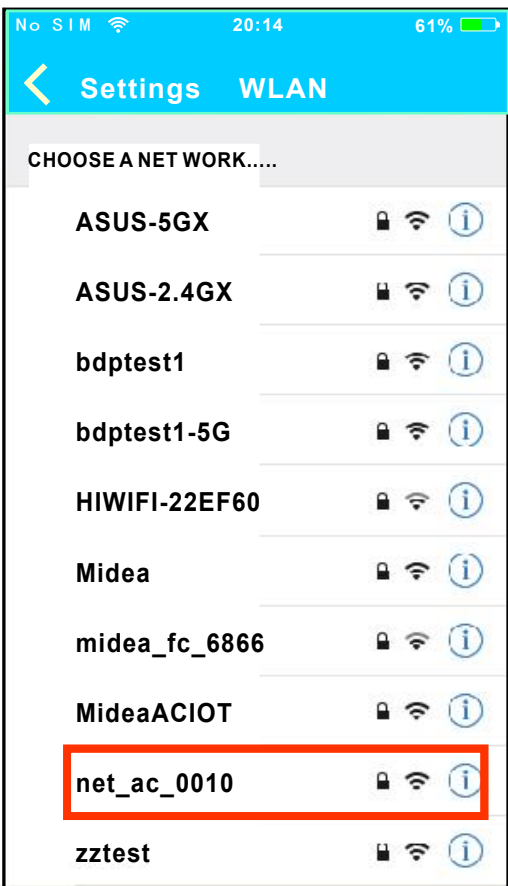 No SIM 20:14 61%
Settings WLAN
CHOOSE A NET WORK.....
ASUS-5GX
ASUS-2.4GX
bdptest1
bdptest1-5G
HIWIFI-22EF60
Midea
midea_fc_6866
MideaACIOT
net_ac_0010
zztest